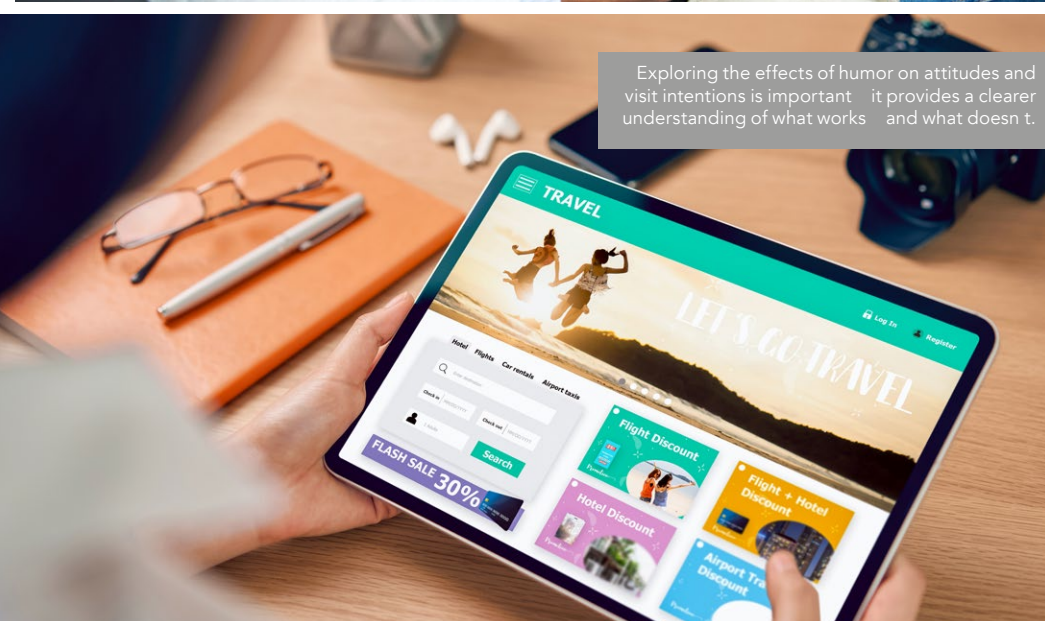 Exploring the effects of humor on attitudes and
visit intentions is important   it provides a clearer
understanding of what works   and what doesn t.
TRAVEL
Log In
Register
LET'S GO TRAVEL
Hotel Flights Car rentals Airport taxis
Check in
Check out
Search
FLASH SALE
30%
Flight Discount
Flight + Hotel
Discount
Hotel Discount
Airport
Discount